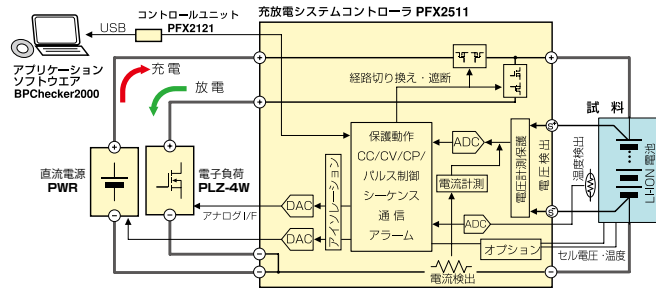 コントロールユニット
PFX2121
USB
充放電システムコントローラ PFX2511
アプリケーション
ソフトウエア
BPChecker2000
充 電
放 電
経路切り換え・遮断
試 料
保護動作
CC/CV/CP/
パルス制御
シーケンス
通 信
アラーム
ADC
電流計測
電圧計測保護
電圧検出
S+
S-
温度検出
LI-ION 電池
直流電源
PWR
電子負荷
PLZ-4W
アナログI/F
DAC
DAC
アイソレーション
ADC
オプション
セル電圧・温度
電流検出